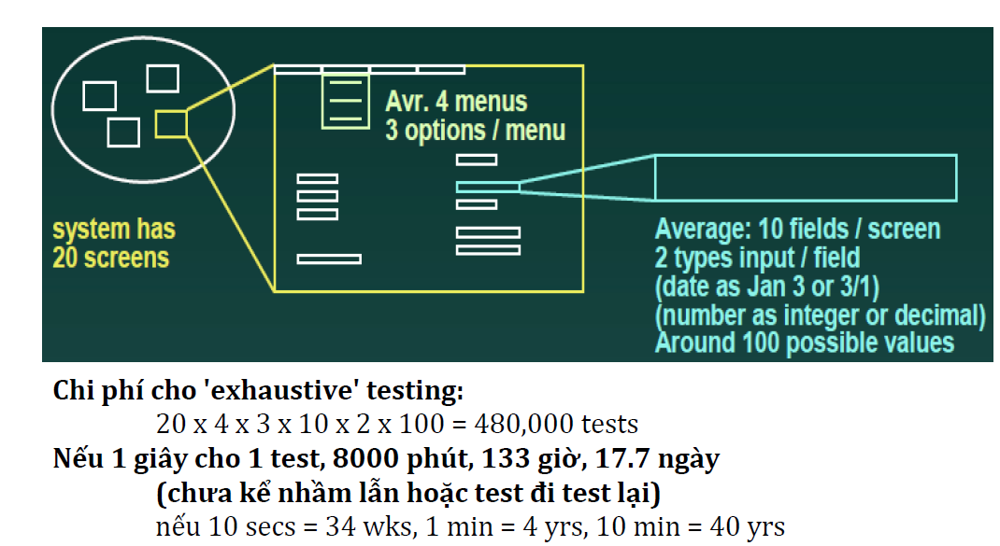 Avr. 4 menus
3 options / menu
system has
20 screens
Average: 10 fields / screen
2 types input / field
(date as Jan 3 or 3/1)
(number as integer or decimal)
Around 100 possible values
Chi phí cho 'exhaustive' testing:
20 x 4 x 3 x 10 x 2 x 100 = 480,000 tests
Nếu 1 giây cho 1 test, 8000 phút, 133 giờ, 17.7 ngày
(chưa kể nhầm lẫn hoặc test đi test lại)
nếu 10 secs = 34 wks, 1 min = 4 yrs, 10 min = 40 yrs